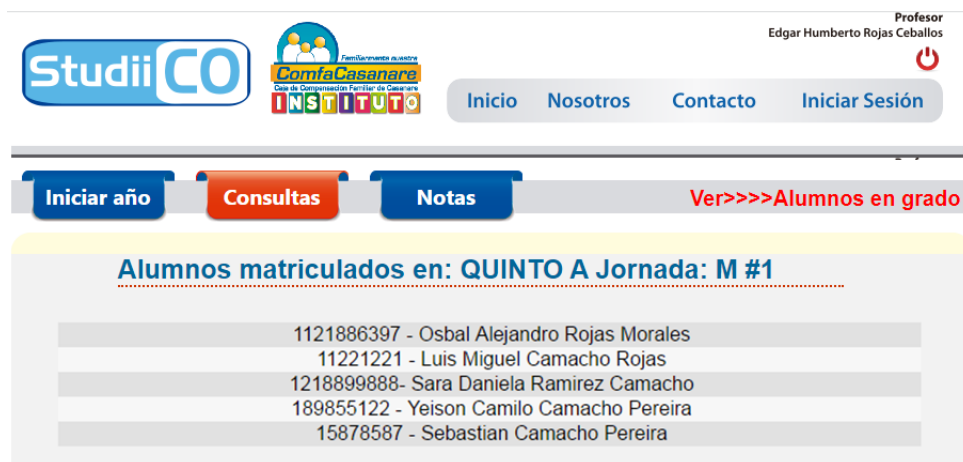 Profesor
Edgar Humberto Rojas Ceballos
Studii CO
Familiarmente nuestra
ComfaCasanare
Caja de Compensación Familiar de Casanare
INSTITUTO
Inicio Nosotros Contacto Iniciar Sesión
Iniciar año Consultas Notas Ver>>>>Alumnos en grado
Alumnos matriculados en: QUINTO A Jornada: M #1
1121886397 - Osbal Alejandro Rojas Morales
11221221 - Luis Miguel Camacho Rojas
1218899888- Sara Daniela Ramirez Camacho
189855122 - Yeison Camilo Camacho Pereira
15878587 - Sebastian Camacho Pereira